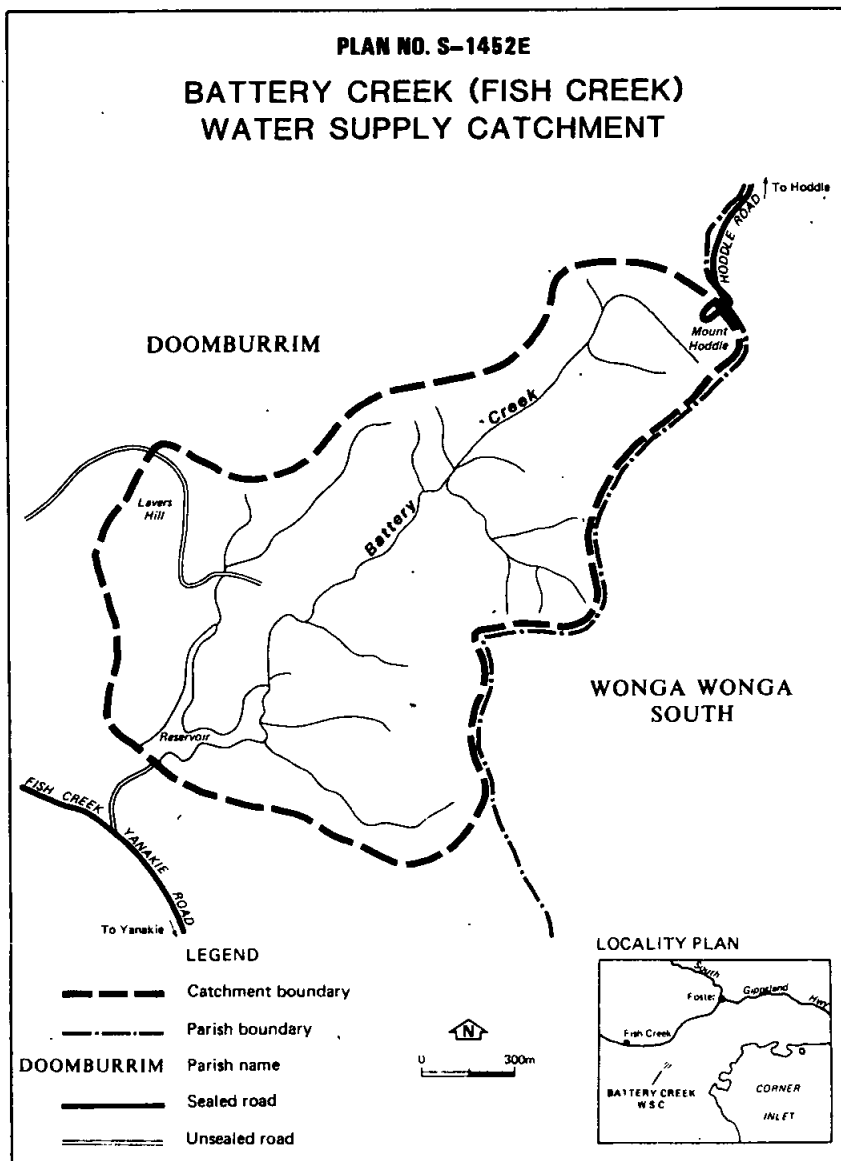 PLAN NO. S-1452E
BATTERY CREEK (FISH CREEK)
WATER SUPPLY CATCHMENT
To Hoddle
HODDLE ROAD
Mount
Hoddle
DOOMBURRIM
Creek
Battery
Lavers
Hill
WONGA WONGA
SOUTH
Reservoir
FISH CREEK
YANAKIE ROAD
To Yanakie
LEGEND
Catchment boundary
Parish boundary
DOOMBURRIM Parish name
Sealed road
Unsealed road
N
0 300m
LOCALITY PLAN
South
Gippsland
Hwy
Foster
Fish Creek
BATTERY CREEK
W S C
CORNER
INLET